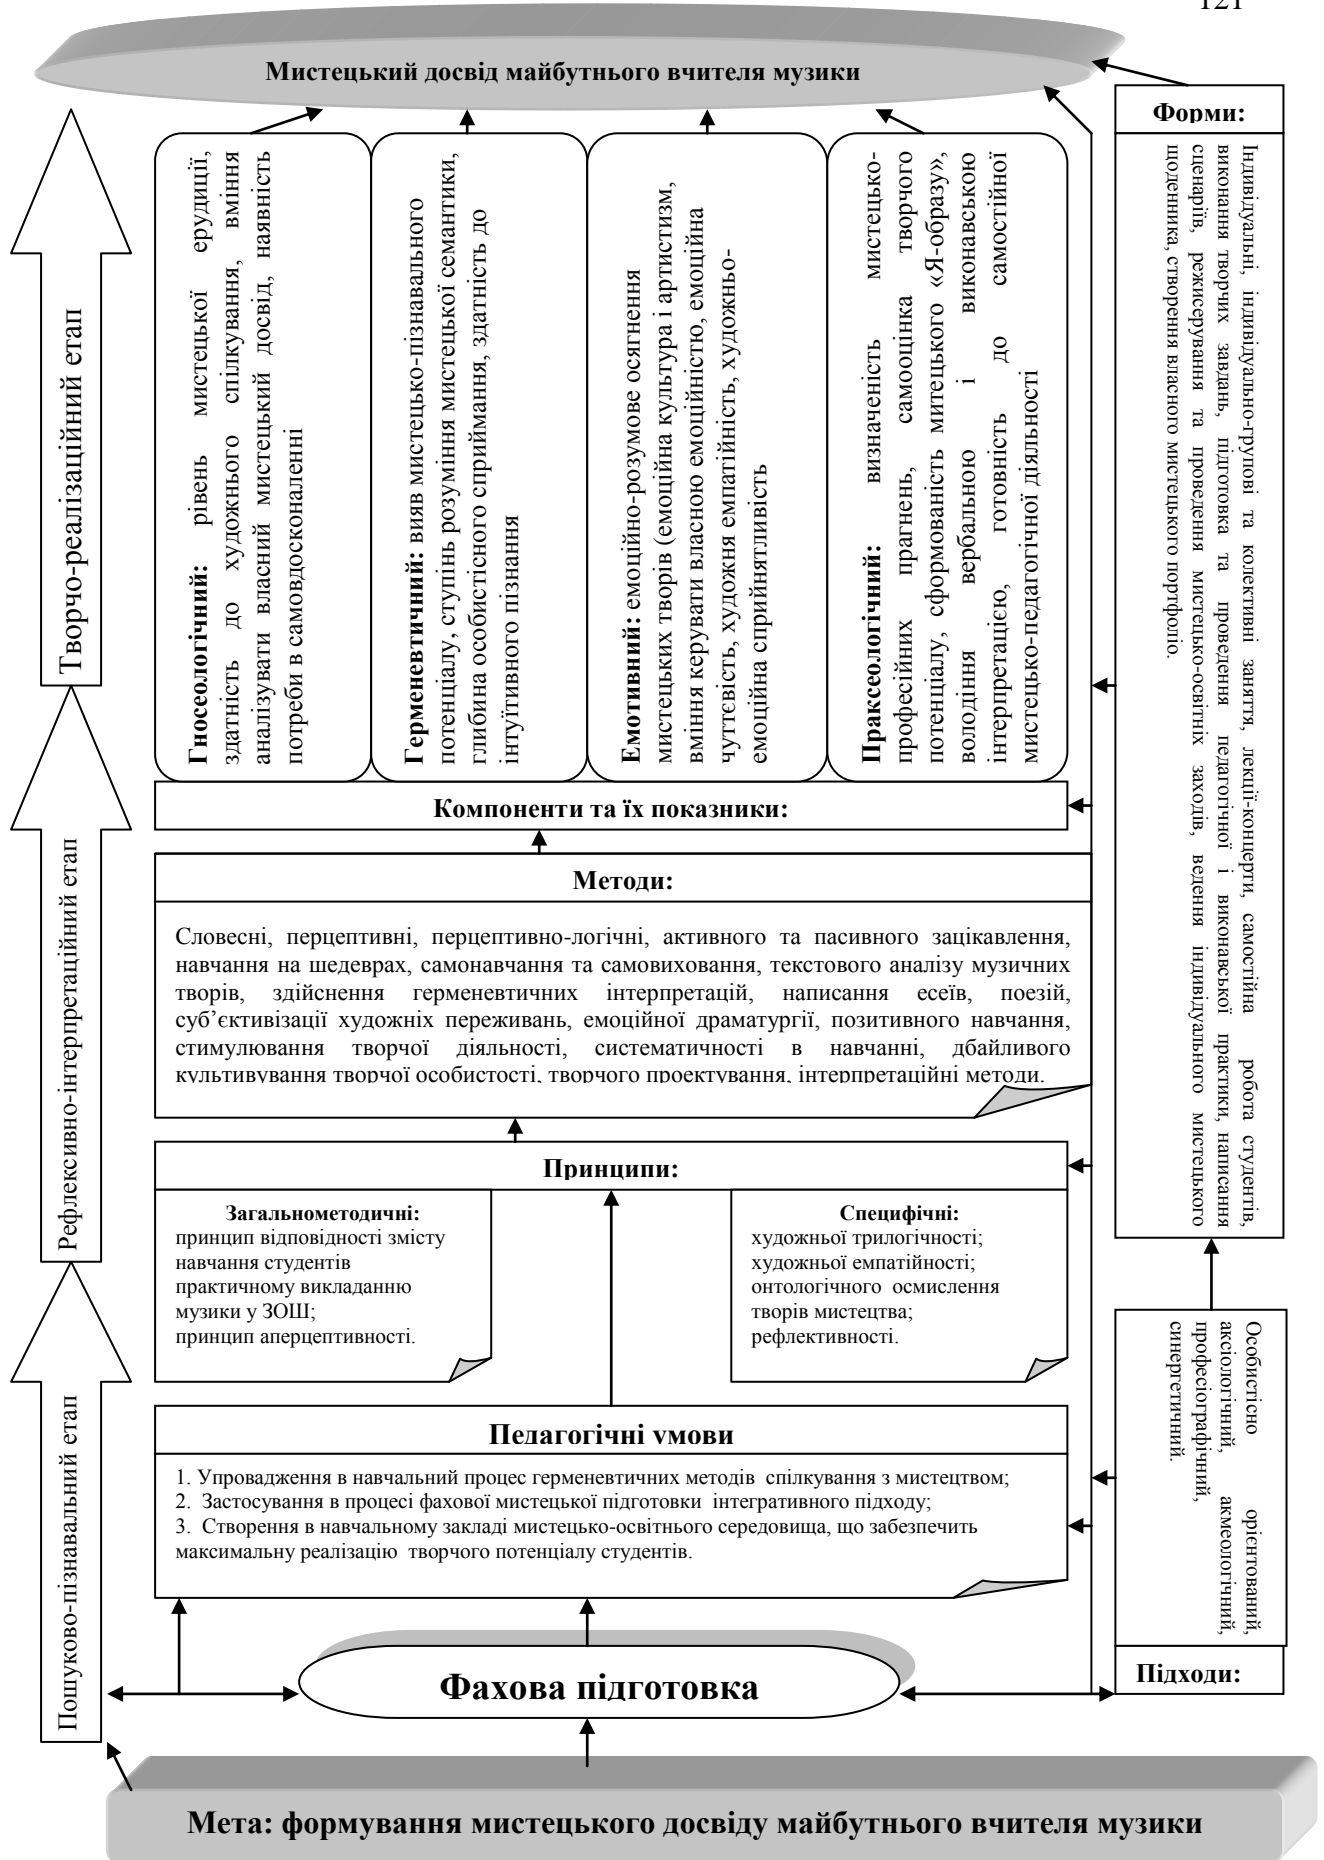 121
Мистецький досвід майбутнього вчителя музики
Творчо-реалізаційний етап
Рефлексивно-інтерпретаційний етап
Пошуково-пізнавальний етап
Гносеологічний: рівень мистецької ерудиції,
здатність до художнього спілкування, вміння
аналізувати власний мистецький досвід, наявність
потреби в самовдосконаленні
Герменевтичний: вияв мистецько-пізнавального
потенціалу, ступінь розуміння мистецької семантики,
глибина особистісного сприймання, здатність до
інтуїтивного пізнання
Емотивний: емоційно-розумове осягнення
мистецьких творів (емоційна культура і артистизм,
вміння керувати власною емоційністю, емоційна
чуттєвість, художня емпатійність, художньо-
емоційна сприйнятливість
Праксеологічний: визначеність мистецько-
професійних прагнень, самооцінка творчого
потенціалу, сформованість митецького «Я-образу»,
володіння вербальною і виконавською
інтерпретацією, готовність до самостійної
мистецько-педагогічної діяльності
Форми:
Індивідуальні, індивідуально-групові та колективні заняття, лекції-концерти, самостійна робота студентів,
виконання творчих завдань, підготовка та проведення педагогічної і виконавської практики, написання
сценаріїв, режисерування та проведення мистецько-освітніх заходів, ведення індивідуального мистецького
щоденника, створення власного мистецького портфоліо.
Компоненти та їх показники:
Методи:
Словесні, перцептивні, перцептивно-логічні, активного та пасивного зацікавлення,
навчання на шедеврах, самонавчання та самовиховання, текстового аналізу музичних
творів, здійснення герменевтичних інтерпретацій, написання есеїв, поезій,
суб’єктивізації художніх переживань, емоційної драматургії, позитивного навчання,
стимулювання творчої діяльності, систематичності в навчанні, дбайливого
культивування творчої особистості, творчого проектування, інтерпретаційні методи.
Принципи:
Загальнометодичні:
принцип відповідності змісту
навчання студентів
практичному викладанню
музики у ЗОШ;
принцип аперцептивності.
Специфічні:
художньої трилогічності;
художньої емпатійності;
онтологічного осмислення
творів мистецтва;
рефлективності.
Педагогічні умови
1. Упровадження в навчальний процес герменевтичних методів спілкування з мистецтвом;
2. Застосування в процесі фахової мистецької підготовки інтегративного підходу;
3. Створення в навчальному закладі мистецько-освітнього середовища, що забезпечить
максимальну реалізацію творчого потенціалу студентів.
Особистісно орієнтований,
аксіологічний, акмеологічний,
професіографічний,
синергетичний.
Підходи:
Фахова підготовка
Мета: формування мистецького досвіду майбутнього вчителя музики